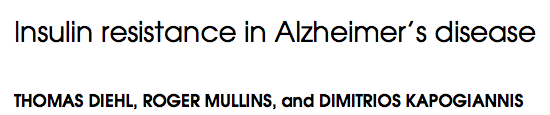 Insulin resistance in Alzheimer’s disease
THOMAS DIEHL, ROGER MULLINS, and DIMITRIOS KAPOGIANNIS